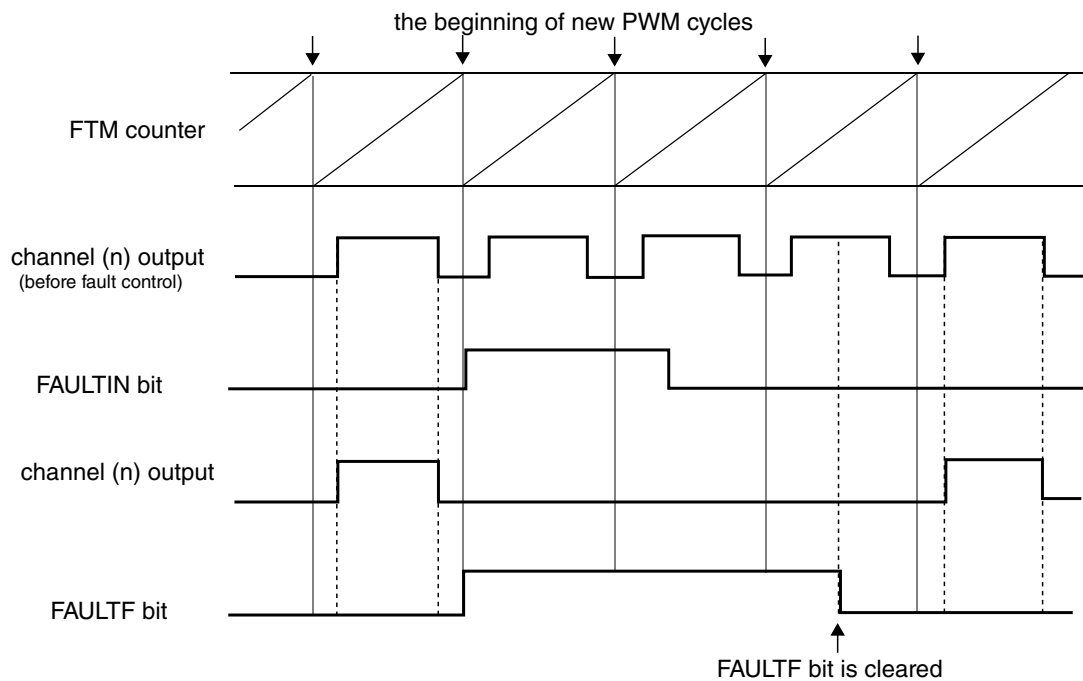 the beginning of new PWM cycles
FTM counter
channel (n) output
(before fault control)
FAULTIN bit
channel (n) output
FAULTF bit
FAULTF bit is cleared